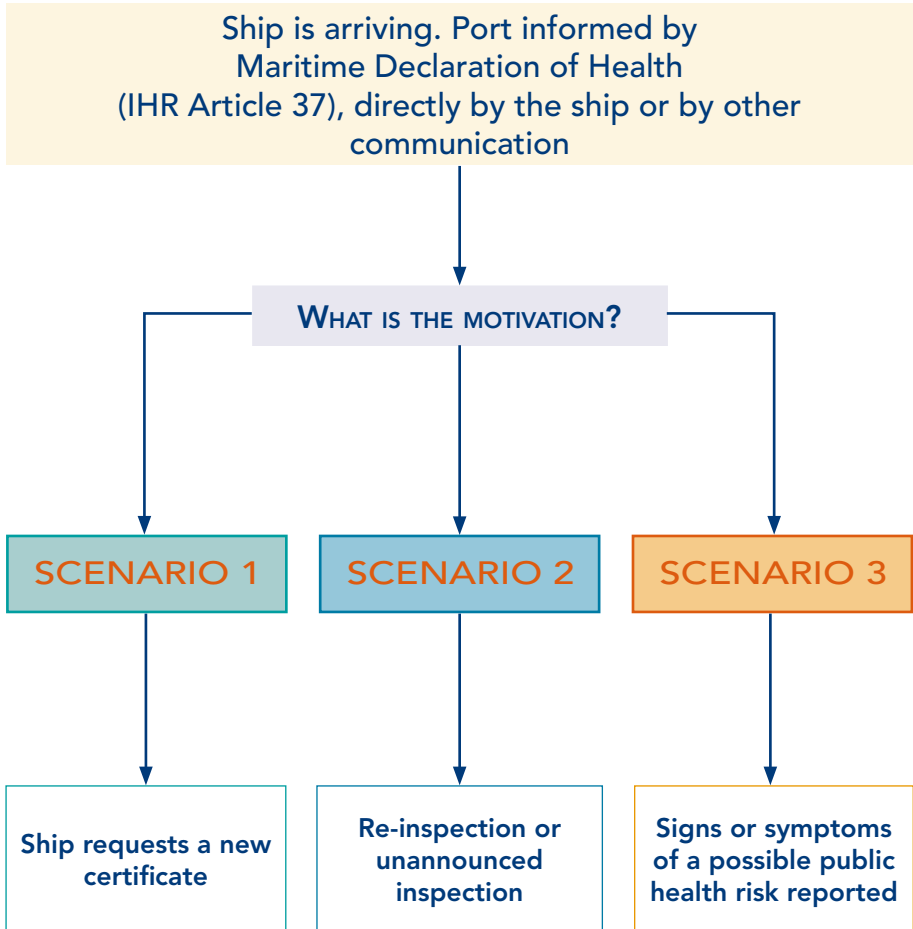 Ship is arriving. Port informed by
Maritime Declaration of Health
(IHR Article 37), directly by the ship or by other
communication
What is the motivation?
SCENARIO 1
SCENARIO 2
SCENARIO 3
Ship requests a new
certificate
Re-inspection or
unannounced
inspection
Signs or symptoms
of a possible public
health risk reported